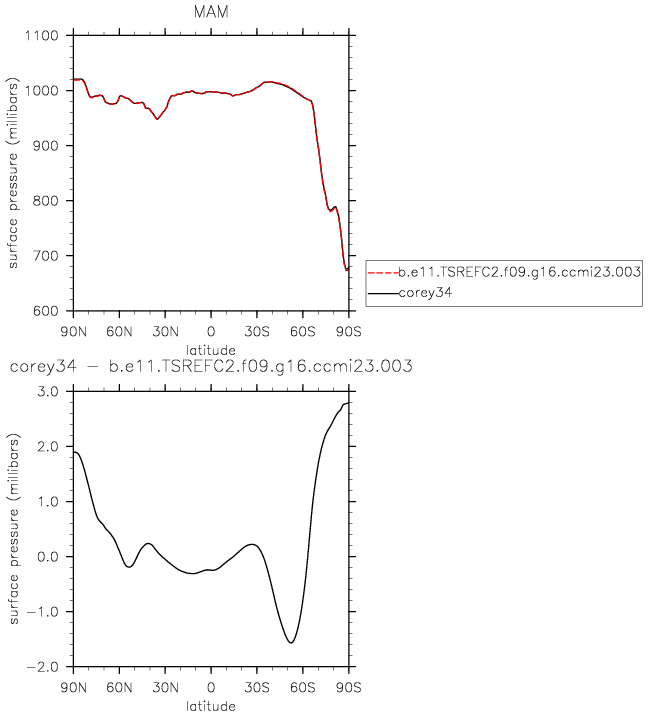 MAM
1100
1000
900
800
700
600
surface pressure (millibars)
90N 60N 30N 0 30S 60S 90S
latitude
b.e11.TSREFC2.f09.g16.ccmi23.003
corey34
corey34 − b.e11.TSREFC2.f09.g16.ccmi23.003
3.0
2.0
1.0
0.0
−1.0
−2.0
surface pressure (millibars)
90N 60N 30N 0 30S 60S 90S
latitude